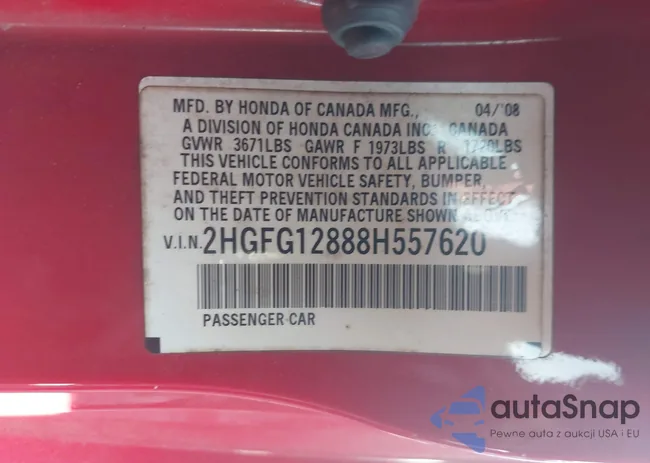 MFD. BY HONDA OF CANADA MFG., 04/'08
A DIVISION OF HONDA CANADA INC. CANADA
GVWR 3671LBS GAWR F 1973LBS R LBS
THIS VEHICLE CONFORMS TO ALL APPLICABLE
FEDERAL MOTOR VEHICLE SAFETY, BUMPER,
AND THEFT PREVENTION STANDARDS IN EFFECT
ON THE DATE OF MANUFACTURE SHOWN ABOVE.
V.I.N. 2HGFG12888H557620
PASSENGER CAR
autaSnap
Pewne auta z aukcji USA i EU